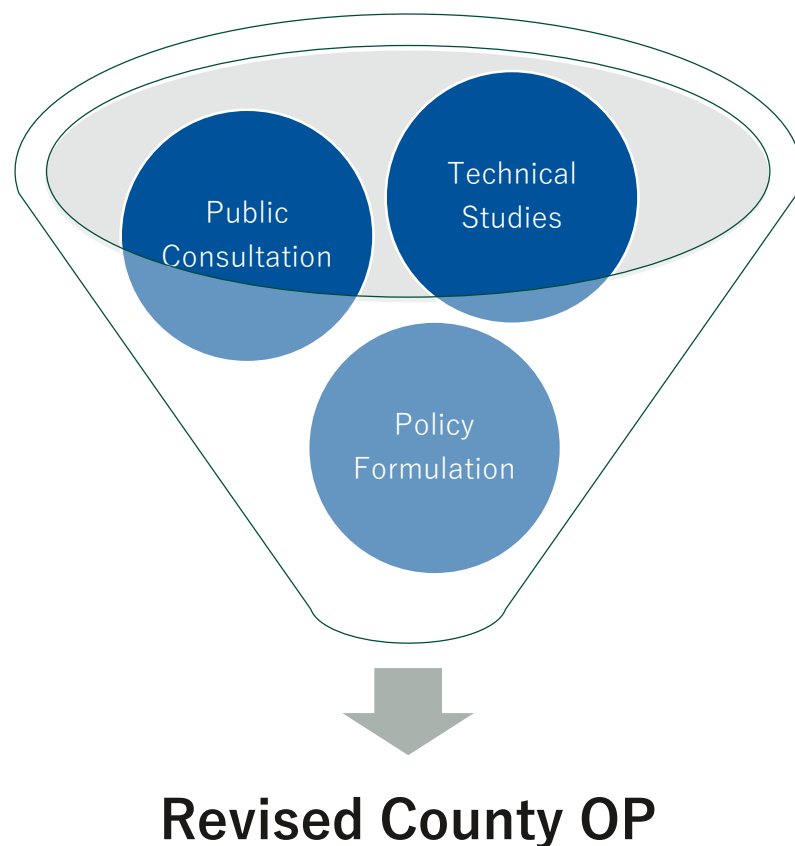 Public
Consultation
Technical
Studies
Policy
Formulation
Revised County OP